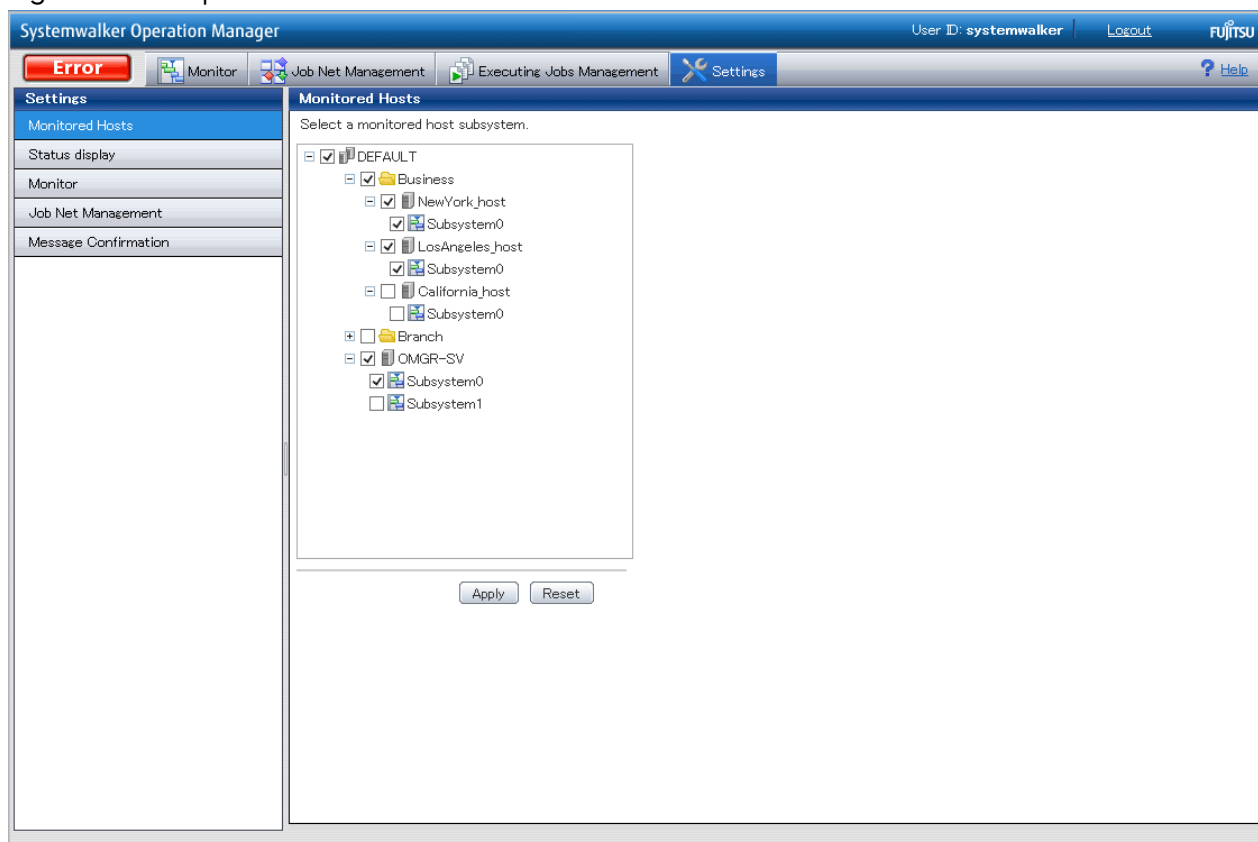 Systemwalker Operation Manager User ID: systemwalker Logout FUJITSU
Error Monitor Job Net Management Executing Jobs Management Settings ? Help
Settings
Monitored Hosts
Status display
Monitor
Job Net Management
Message Confirmation
Monitored Hosts
Select a monitored host subsystem.
DEFAULT
Business
NewYork_host
Subsystem0
LosAngeles_host
Subsystem0
California_host
Subsystem0
Branch
OMGR-SV
Subsystem0
Subsystem1
Apply Reset